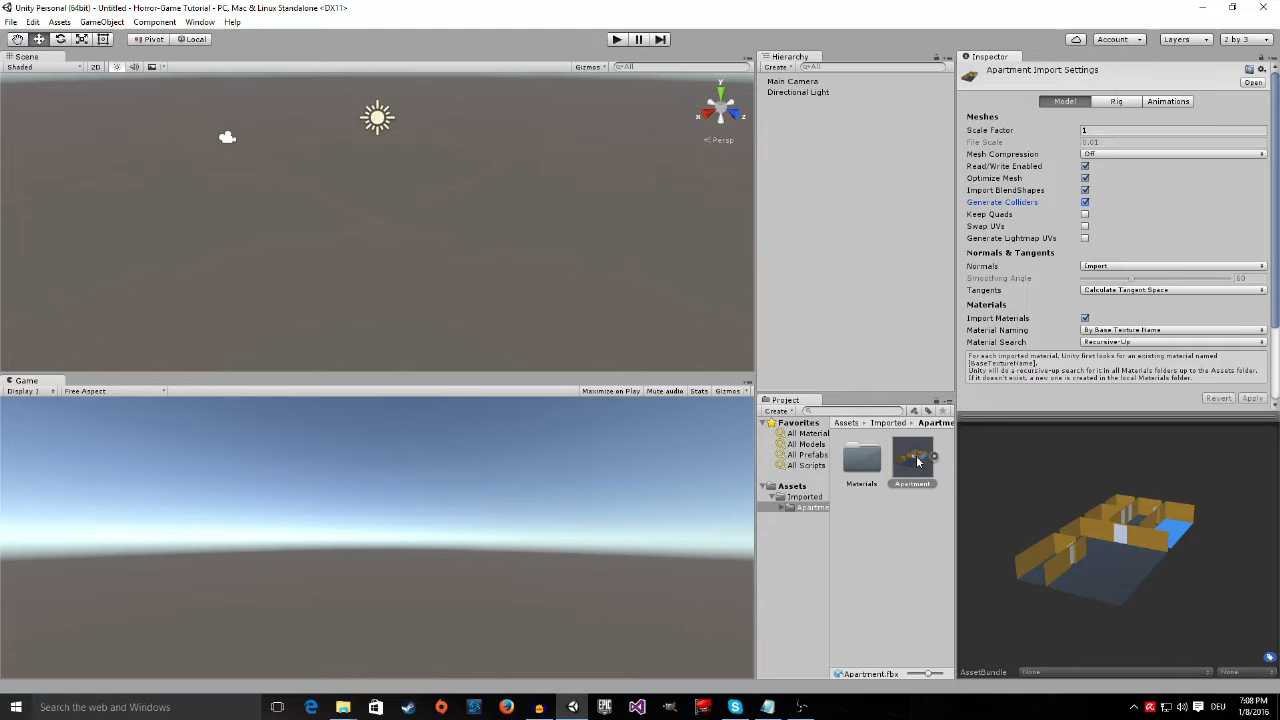 Unity Personal (64bit) - Untitled - Horror-Game Tutorial - PC, Mac & Linux Standalone <DX11>
File Edit Assets GameObject Component Window Help
Pivot Local Account Layers 2 by 3
Scene
Shaded 2D Gizmos All
Game
Display 1 Free Aspect Maximize on Play Mute audio Stats Gizmos
Hierarchy
Create All
Main Camera
Directional Light
Project
Create
Favorites
All Material
All Models
All Prefabs
All Scripts
Assets
Imported
Apartme
Assets Imported Apartme
Materials Apartment
Apartment.fbx
Inspector
Apartment Import Settings
Open
Model Rig Animations
Meshes
Scale Factor 1
File Scale 0.01
Mesh Compression Off
Read/Write Enabled
Optimize Mesh
Import BlendShapes
Generate Colliders
Keep Quads
Swap UVs
Generate Lightmap UVs
Normals & Tangents
Normals Import
Smoothing Angle 60
Tangents Calculate Tangent Space
Materials
Import Materials
Material Naming By Base Texture Name
Material Search Recursive-Up
For each imported material, Unity first looks for an existing material named
[BaseTextureName].
Unity will do a recursive-up search for it in all Materials folders up to the Assets folder.
If it doesn't exist, a new one is created in the local Materials folder.
Revert Apply
y
x z
Persp
AssetBundle None None
Search the web and Windows
EPIC
DEU
7:08 PM
1/8/2016